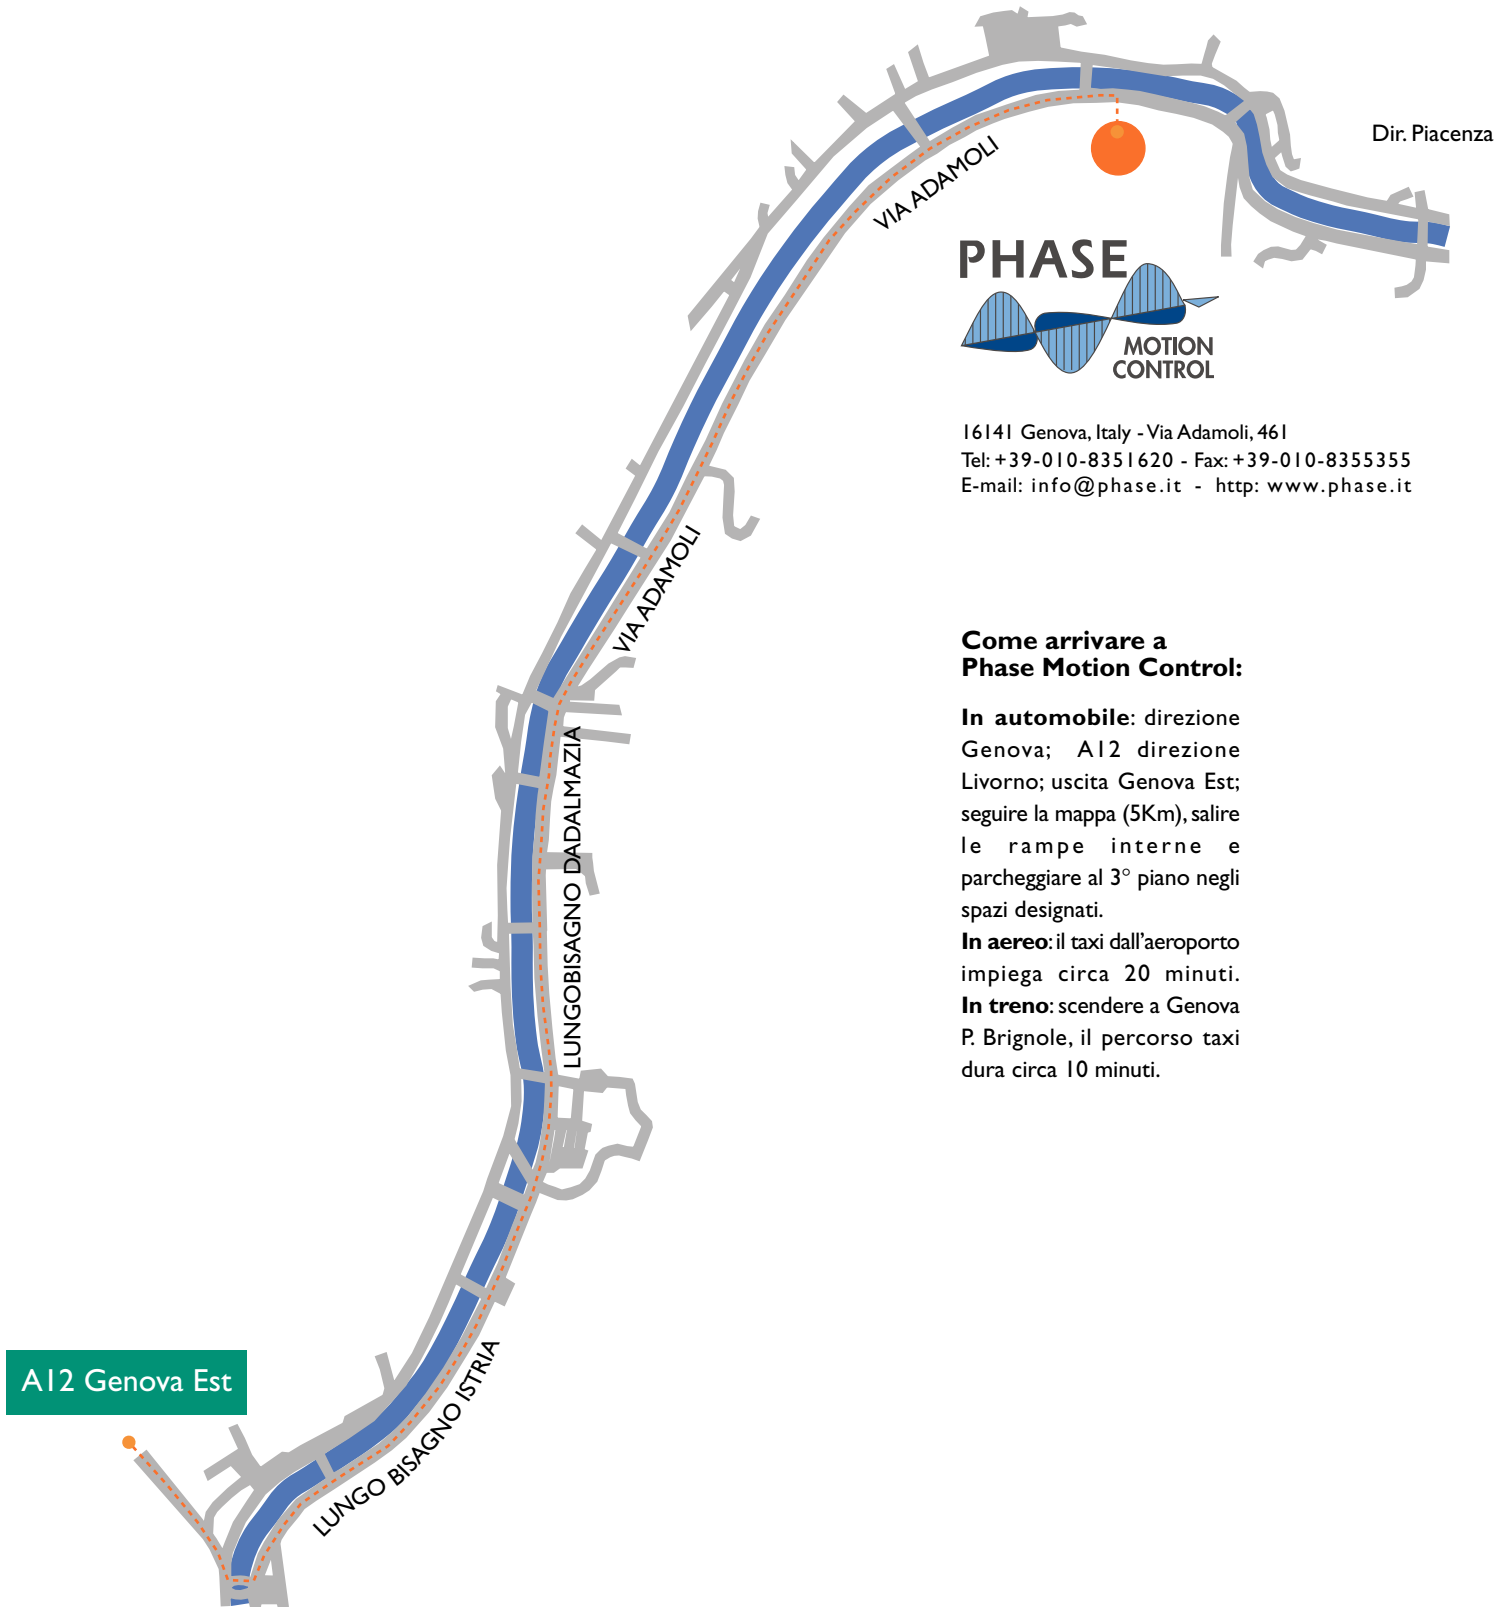 Dir. Piacenza
VIA ADAMOLI
PHASE
MOTION
CONTROL
16141 Genova, Italy - Via Adamoli, 461
Tel: +39-010-8351620 - Fax: +39-010-8355355
E-mail: info@phase.it - http: www.phase.it
VIA ADAMOLI
Come arrivare a
Phase Motion Control:
In automobile: direzione
Genova; A12 direzione
Livorno; uscita Genova Est;
seguire la mappa (5Km), salire
le rampe interne e
parcheggiare al 3° piano negli
spazi designati.
In aereo: il taxi dall'aeroporto
impiega circa 20 minuti.
In treno: scendere a Genova
P. Brignole, il percorso taxi
dura circa 10 minuti.
LUNGOBISAGNO DADALMAZIA
LUNGO BISAGNO ISTRIA
A12 Genova Est